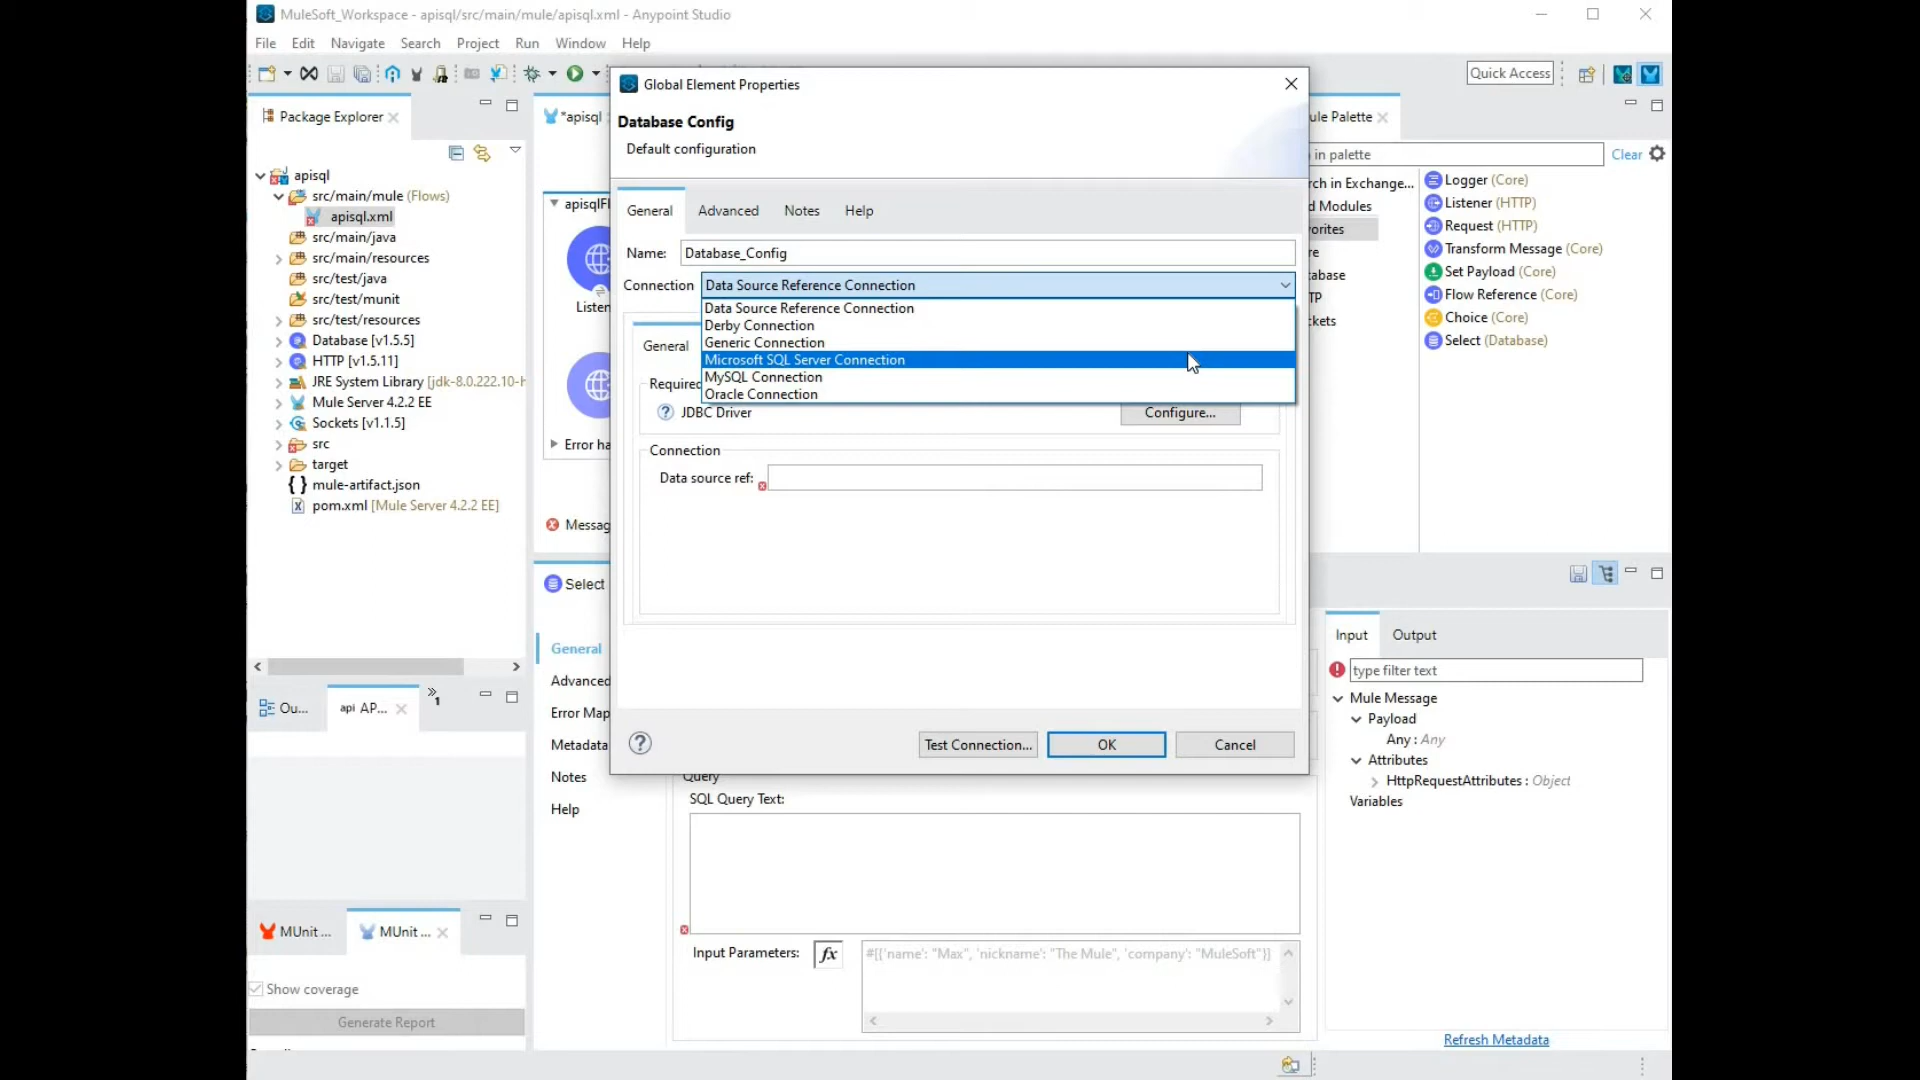 MuleSoft_Workspace - apisql/src/main/mule/apisql.xml - Anypoint Studio
File Edit Navigate Search Project Run Window Help
Quick Access
Package Explorer
apisql
src/main/mule (Flows)
apisql.xml
src/main/java
src/main/resources
src/test/java
src/test/munit
src/test/resources
Database [v1.5.5]
HTTP [v1.5.11]
JRE System Library [jdk-8.0.222.10-h
Mule Server 4.2.2 EE
Sockets [v1.1.5]
src
target
mule-artifact.json
pom.xml [Mule Server 4.2.2 EE]
Ou...
api AP...
1
MUnit ...
MUnit ...
Show coverage
Generate Report
*apisql
apisqlFl
Listen
Error ha
Messag
Select
General
Advanced
Error Map
Metadata
Notes
Help
Global Element Properties
Database Config
Default configuration
General Advanced Notes Help
Name: Database_Config
Connection Data Source Reference Connection
Data Source Reference Connection
Derby Connection
Generic Connection
Microsoft SQL Server Connection
MySQL Connection
Oracle Connection
General
Required
JDBC Driver Configure...
Connection
Data source ref:
Test Connection... OK Cancel
Query
SQL Query Text:
Input Parameters: fx #[{'name': "Max", 'nickname': "The Mule", 'company': "MuleSoft"}]
ule Palette
in palette Clear
rch in Exchange...
d Modules
orites
re
abase
TP
kets
Logger (Core)
Listener (HTTP)
Request (HTTP)
Transform Message (Core)
Set Payload (Core)
Flow Reference (Core)
Choice (Core)
Select (Database)
Input Output
type filter text
Mule Message
Payload
Any : Any
Attributes
HttpRequestAttributes : Object
Variables
Refresh Metadata